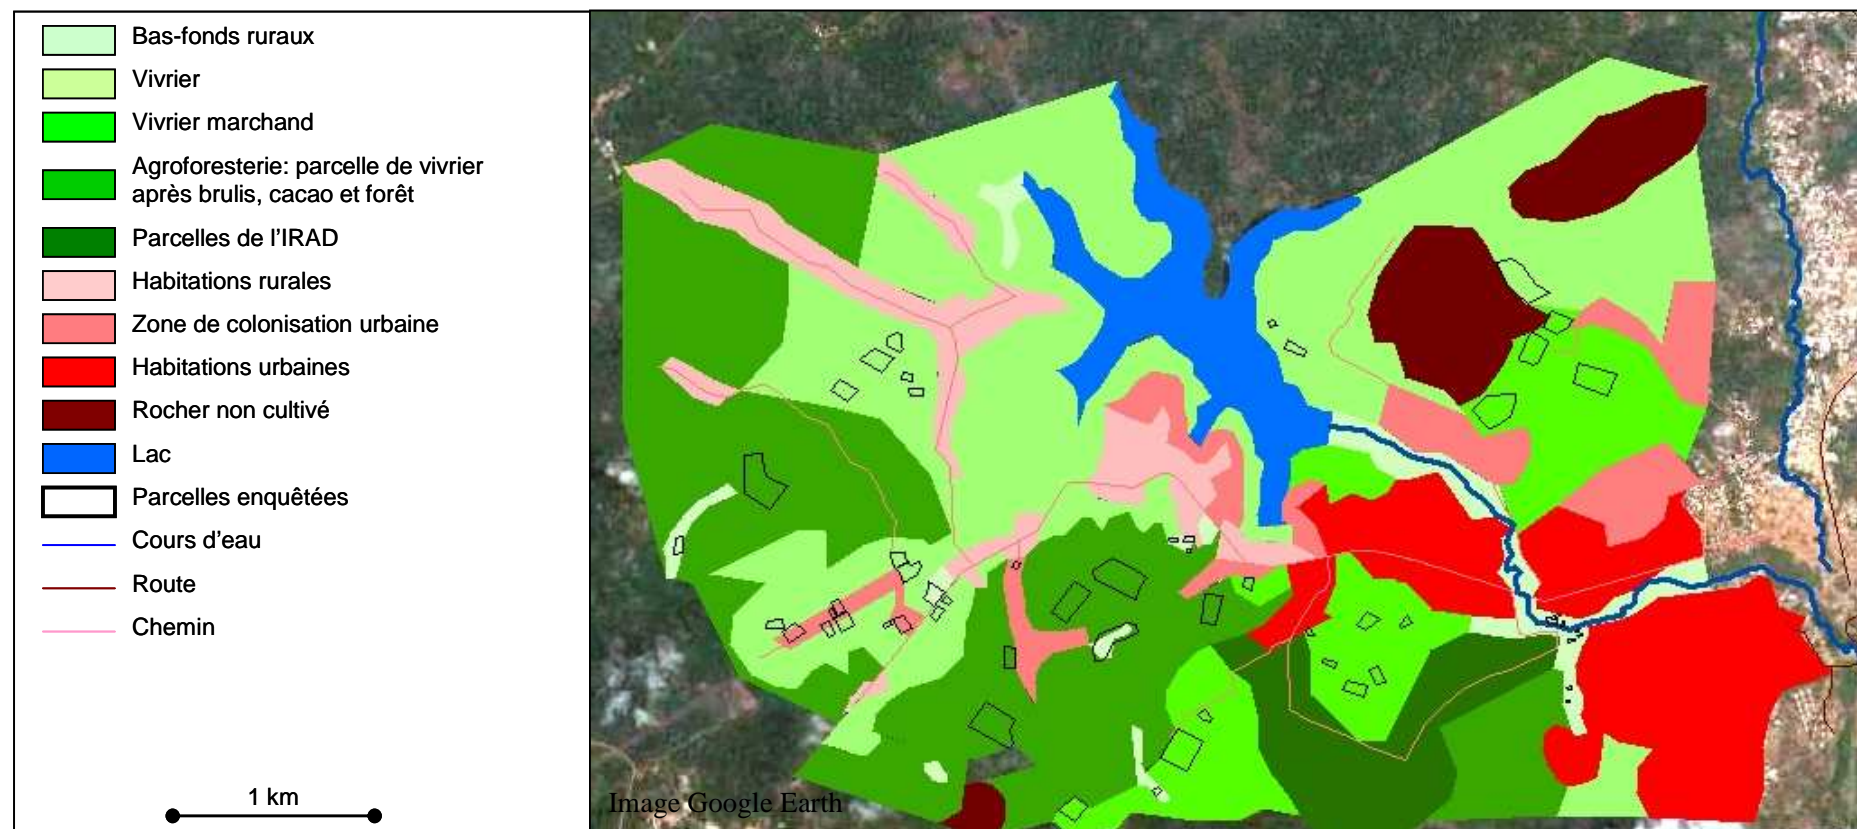 Bas-fonds ruraux
Vivrier
Vivrier marchand
Agroforesterie: parcelle de vivrier
après brulis, cacao et forêt
Parcelles de l'IRAD
Habitations rurales
Zone de colonisation urbaine
Habitations urbaines
Rocher non cultivé
Lac
Parcelles enquêtées
Cours d'eau
Route
Chemin
1 km
Image Google Earth